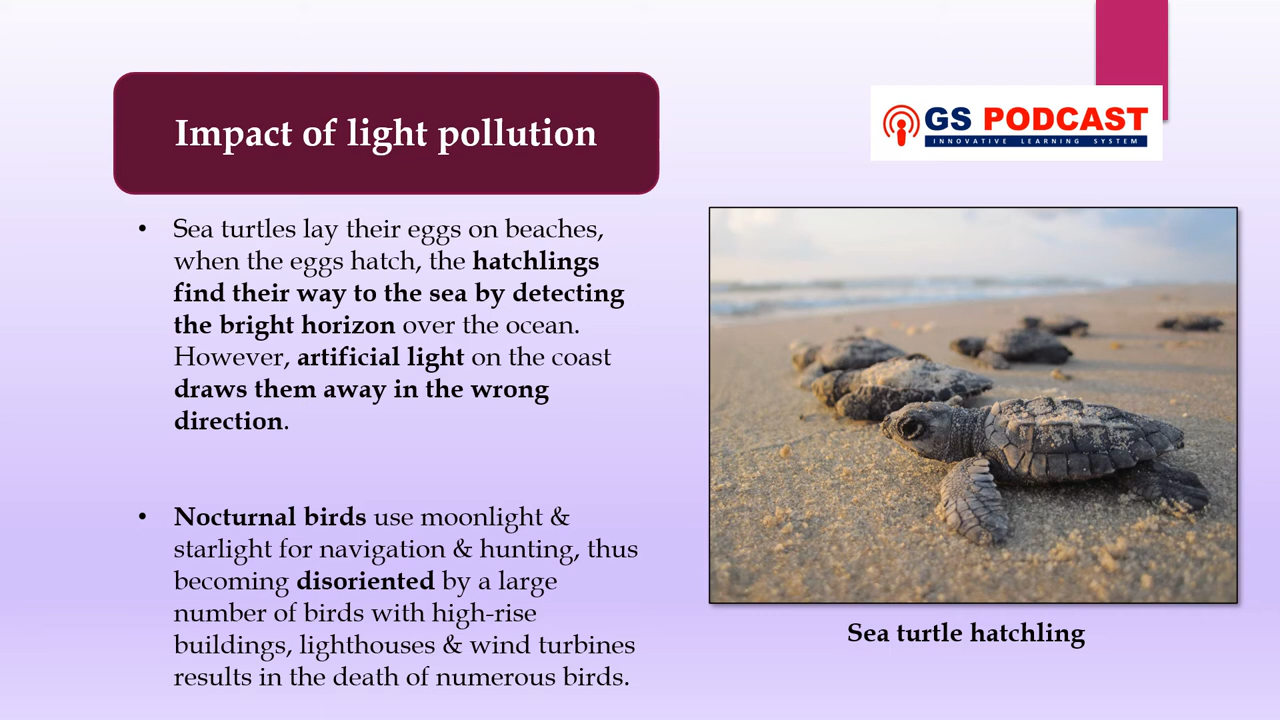 Impact of light pollution
GS PODCAST
INNOVATIVE LEARNING SYSTEM
• Sea turtles lay their eggs on beaches,
when the eggs hatch, the hatchlings
find their way to the sea by detecting
the bright horizon over the ocean.
However, artificial light on the coast
draws them away in the wrong
direction.
• Nocturnal birds use moonlight &
starlight for navigation & hunting, thus
becoming disoriented by a large
number of birds with high-rise
buildings, lighthouses & wind turbines
results in the death of numerous birds.
Sea turtle hatchling